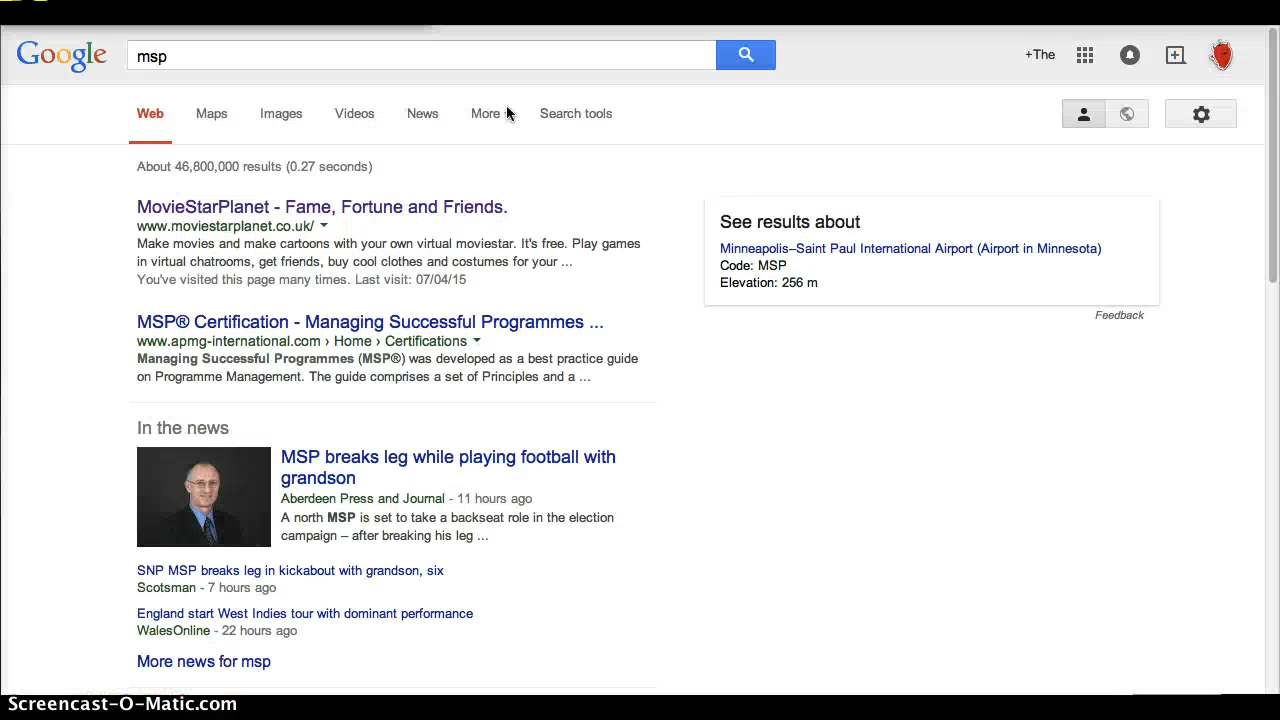 Google
msp
+The
Web Maps Images Videos News More Search tools
About 46,800,000 results (0.27 seconds)
MovieStarPlanet - Fame, Fortune and Friends.
www.moviestarplanet.co.uk/
Make movies and make cartoons with your own virtual moviestar. It's free. Play games
in virtual chatrooms, get friends, buy cool clothes and costumes for your ...
You've visited this page many times. Last visit: 07/04/15
MSP® Certification - Managing Successful Programmes ...
www.apmg-international.com › Home › Certifications
Managing Successful Programmes (MSP®) was developed as a best practice guide
on Programme Management. The guide comprises a set of Principles and a ...
In the news
MSP breaks leg while playing football with
grandson
Aberdeen Press and Journal - 11 hours ago
A north MSP is set to take a backseat role in the election
campaign – after breaking his leg ...
SNP MSP breaks leg in kickabout with grandson, six
Scotsman - 7 hours ago
England start West Indies tour with dominant performance
WalesOnline - 22 hours ago
More news for msp
See results about
Minneapolis–Saint Paul International Airport (Airport in Minnesota)
Code: MSP
Elevation: 256 m
Feedback
Screencast-O-Matic.com